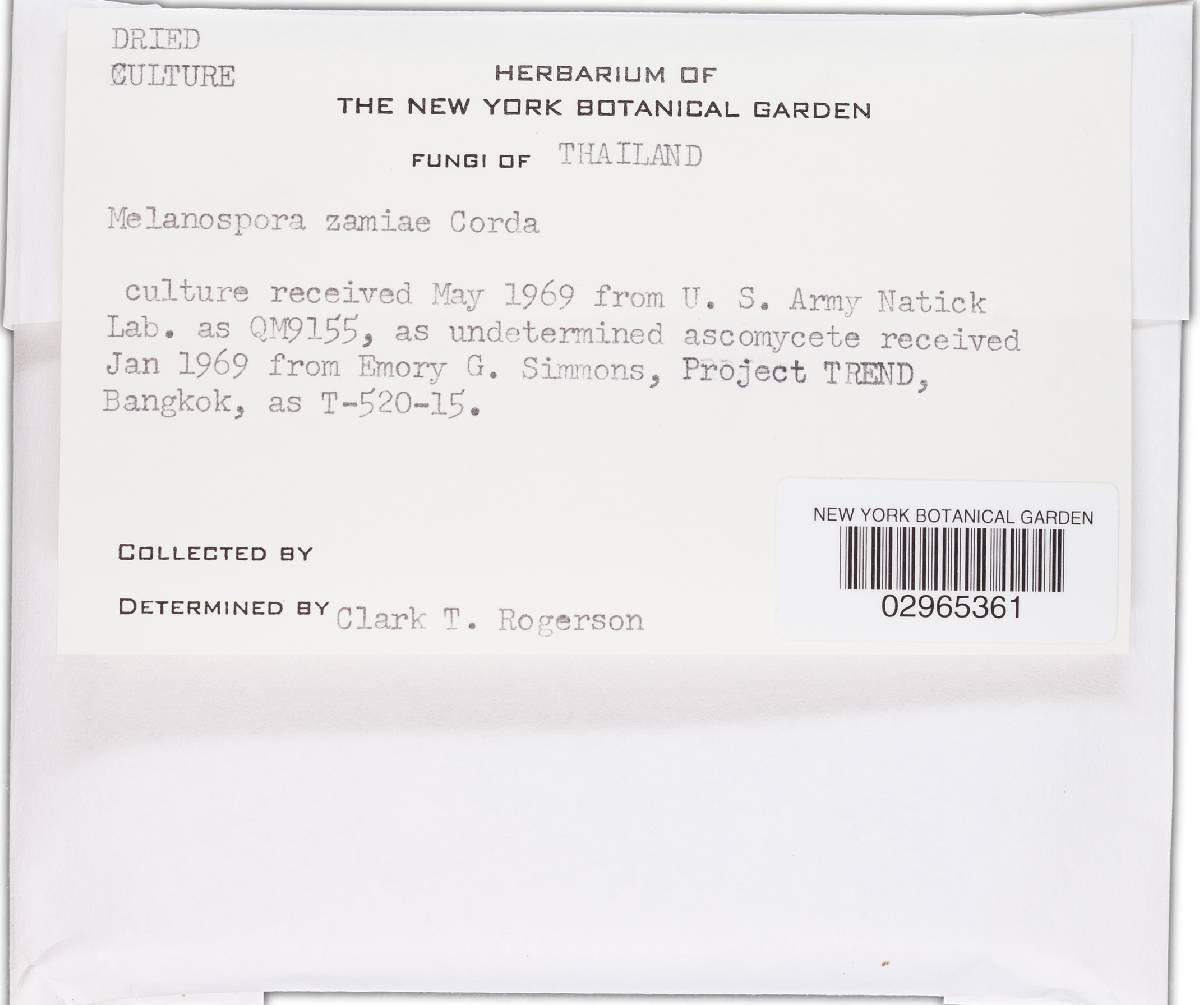 DRIED
CULTURE
HERBARIUM OF
THE NEW YORK BOTANICAL GARDEN
FUNGI OF THAILAND
Melanospora zamiae Corda
culture received May 1969 from U. S. Army Natick
Lab. as QM9155, as undetermined ascomycete received
Jan 1969 from Emory G. Simmons, Project TREND,
Bangkok, as T-520-15.
COLLECTED BY
DETERMINED BY Clark T. Rogerson
NEW YORK BOTANICAL GARDEN
02965361